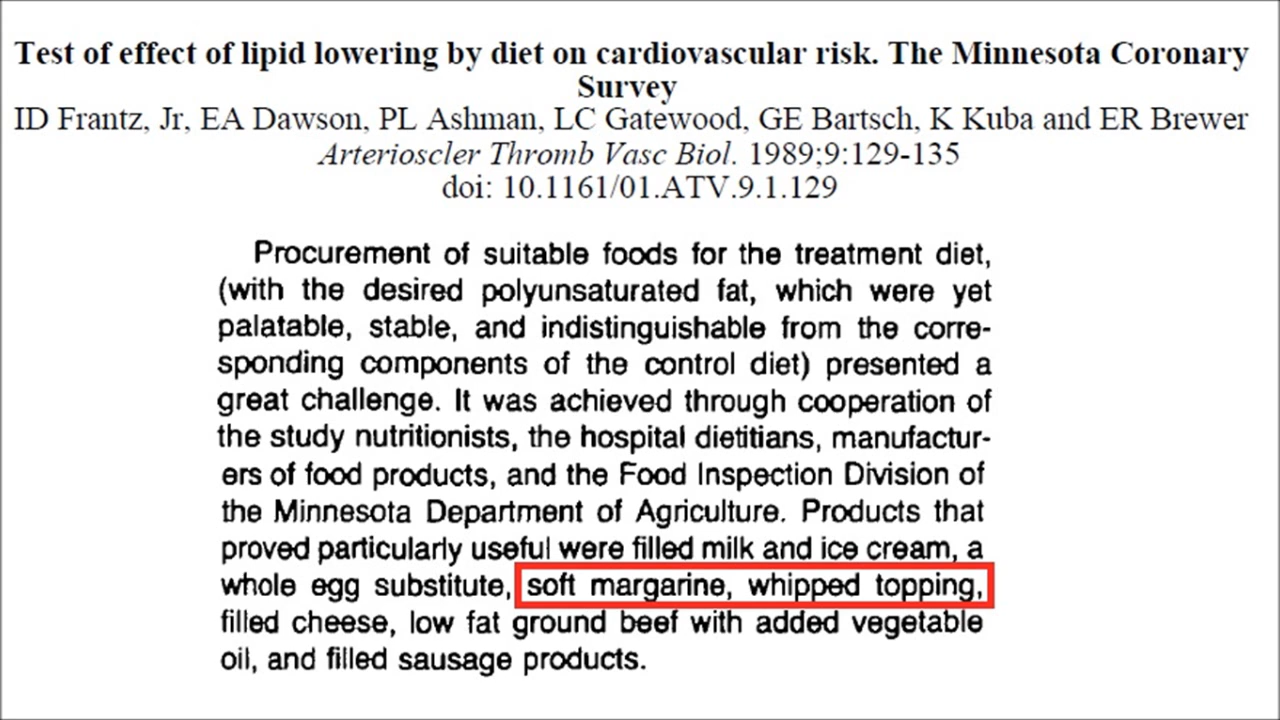 Test of effect of lipid lowering by diet on cardiovascular risk. The Minnesota Coronary
Survey
ID Frantz, Jr, EA Dawson, PL Ashman, LC Gatewood, GE Bartsch, K Kuba and ER Brewer
Arterioscler Thromb Vasc Biol. 1989;9:129-135
doi: 10.1161/01.ATV.9.1.129
Procurement of suitable foods for the treatment diet,
(with the desired polyunsaturated fat, which were yet
palatable, stable, and indistinguishable from the corre-
sponding components of the control diet) presented a
great challenge. It was achieved through cooperation of
the study nutritionists, the hospital dietitians, manufactur-
ers of food products, and the Food Inspection Division of
the Minnesota Department of Agriculture. Products that
proved particularly useful were filled milk and ice cream, a
whole egg substitute, soft margarine, whipped topping,
filled cheese, low fat ground beef with added vegetable
oil, and filled sausage products.